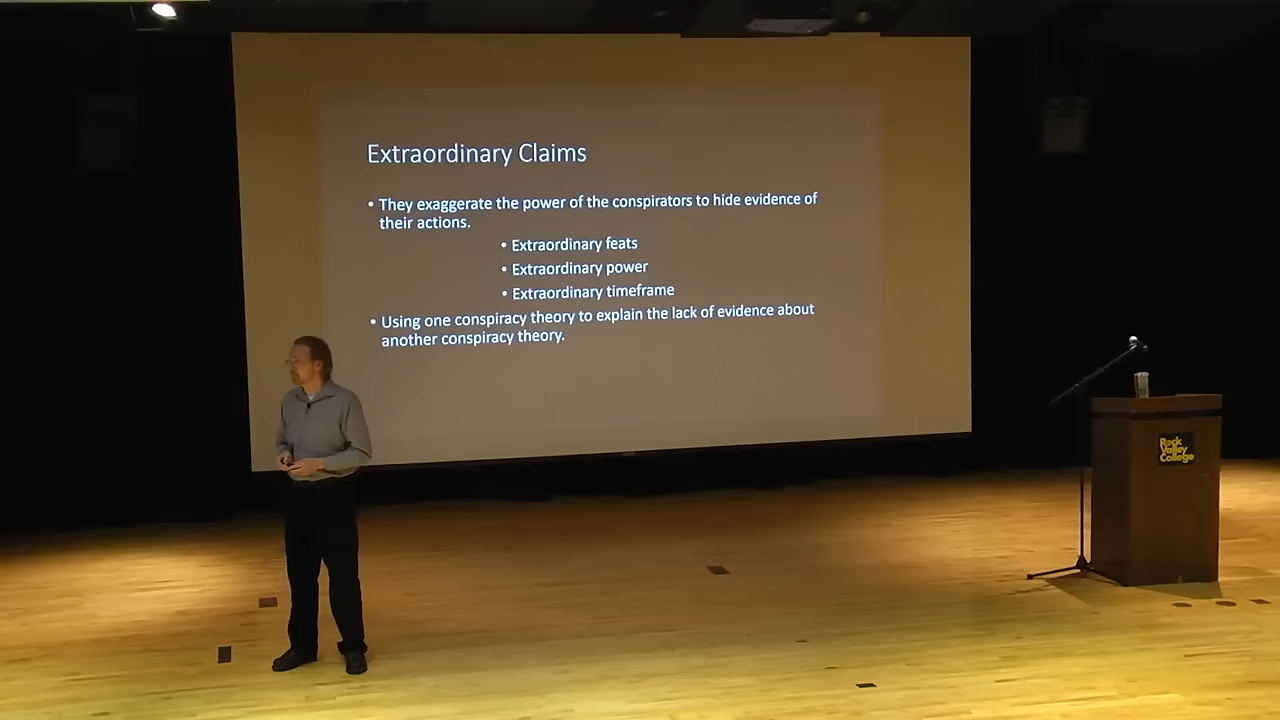 Extraordinary Claims
• They exaggerate the power of the conspirators to hide evidence of
their actions.
• Extraordinary feats
• Extraordinary power
• Extraordinary timeframe
• Using one conspiracy theory to explain the lack of evidence about
another conspiracy theory.
Rock
Valley
College